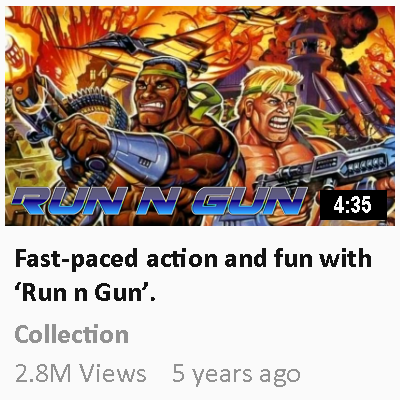 RUN N GUN
4:35
Fast-paced action and fun with
‘Run n Gun’.
Collection
2.8M Views 5 years ago